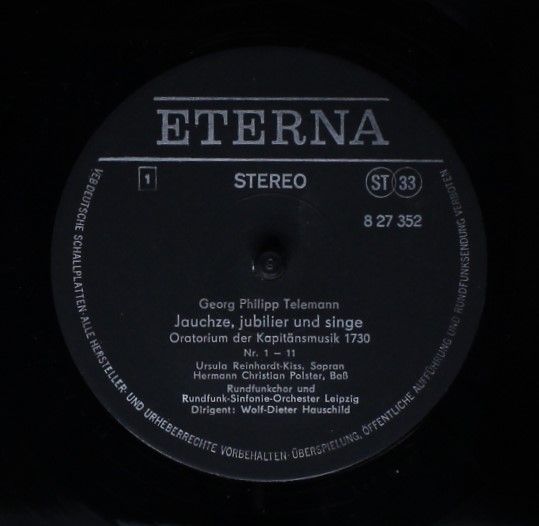 ETERNA
1
STEREO
ST 33
8 27 352
Georg Philipp Telemann
Jauchze, jubilier und singe
Oratorium der Kapitänsmusik 1730
Nr. 1 – 11
Ursula Reinhardt-Kiss, Sopran
Hermann Christian Polster, Baß
Rundfunkchor und
Rundfunk-Sinfonie-Orchester Leipzig
Dirigent: Wolf-Dieter Hauschild
VEB DEUTSCHE SCHALLPLATTEN·ALLE HERSTELLER- UND URHEBERRECHTE VORBEHALTEN·ÜBERSPIELUNG, ÖFFENTLICHE AUFFÜHRUNG UND RUNDFUNKSENDUNG VERBOTEN